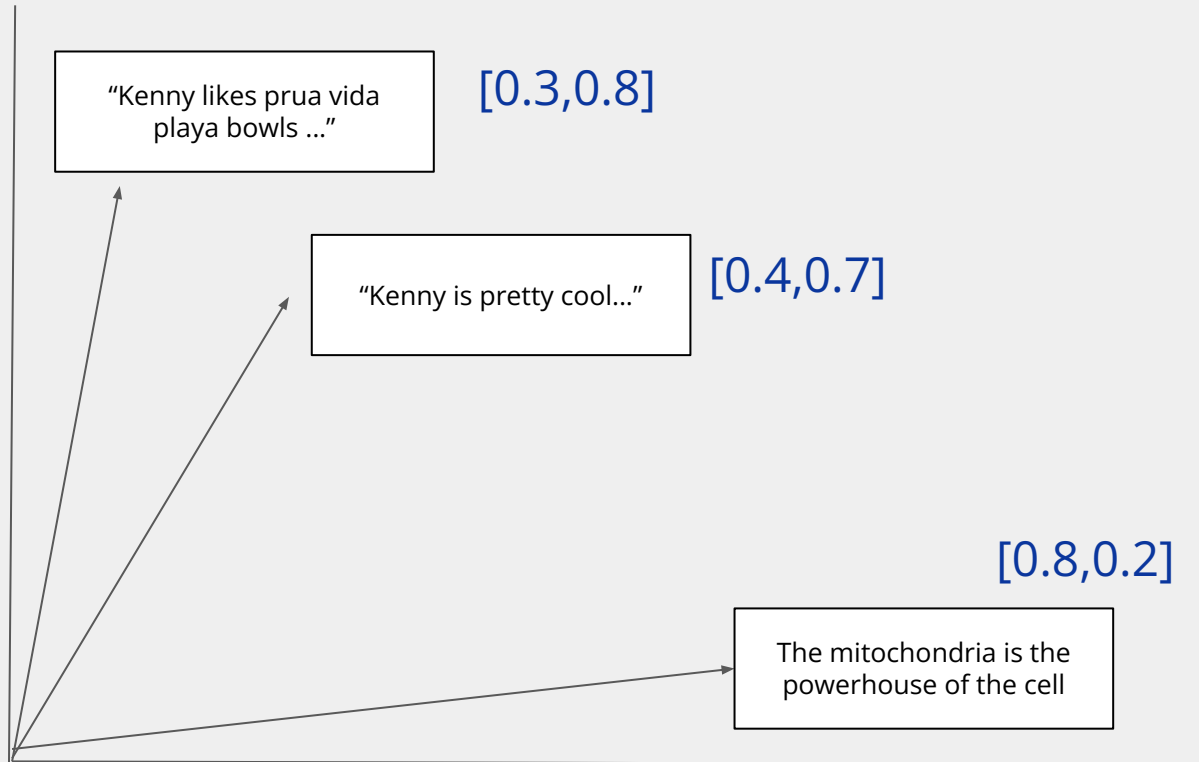 “Kenny likes prua vida
playa bowls ...”
[0.3,0.8]
“Kenny is pretty cool...”
[0.4,0.7]
[0.8,0.2]
The mitochondria is the
powerhouse of the cell